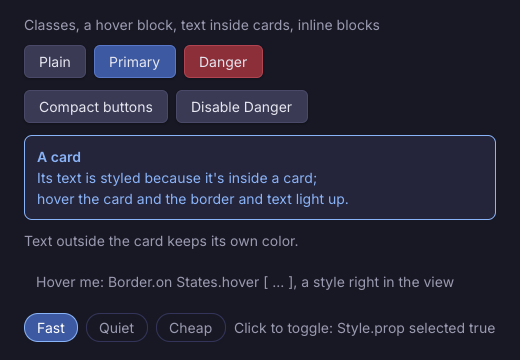 Classes, a hover block, text inside cards, inline blocks
Plain Primary Danger
Compact buttons Disable Danger
A card
Its text is styled because it's inside a card;
hover the card and the border and text light up.
Text outside the card keeps its own color.
Hover me: Border.on States.hover [ ... ], a style right in the view
Fast Quiet Cheap Click to toggle: Style.prop selected true